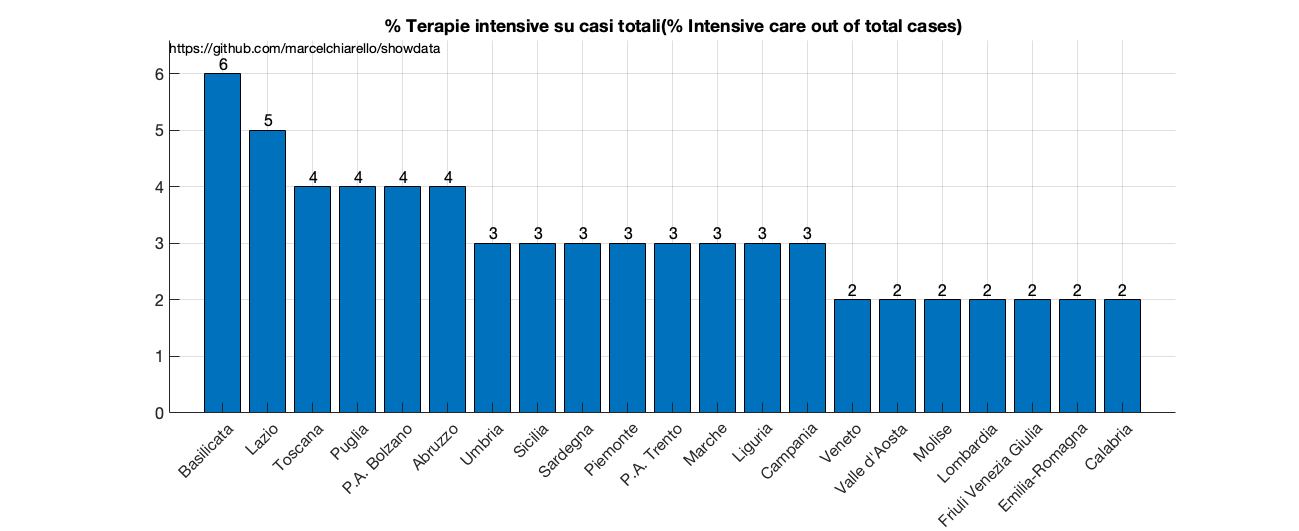 % Terapie intensive su casi totali(% Intensive care out of total cases)
https://github.com/marcelchiarello/showdata
6
5
4
3
2
1
0
6
5
4
4
4
4
3
3
3
3
3
3
3
3
2
2
2
2
2
2
2
Basilicata
Lazio
Toscana
Puglia
P.A. Bolzano
Abruzzo
Umbria
Sicilia
Sardegna
Piemonte
P.A. Trento
Marche
Liguria
Campania
Veneto
Valle d'Aosta
Molise
Lombardia
Friuli Venezia Giulia
Emilia-Romagna
Calabria